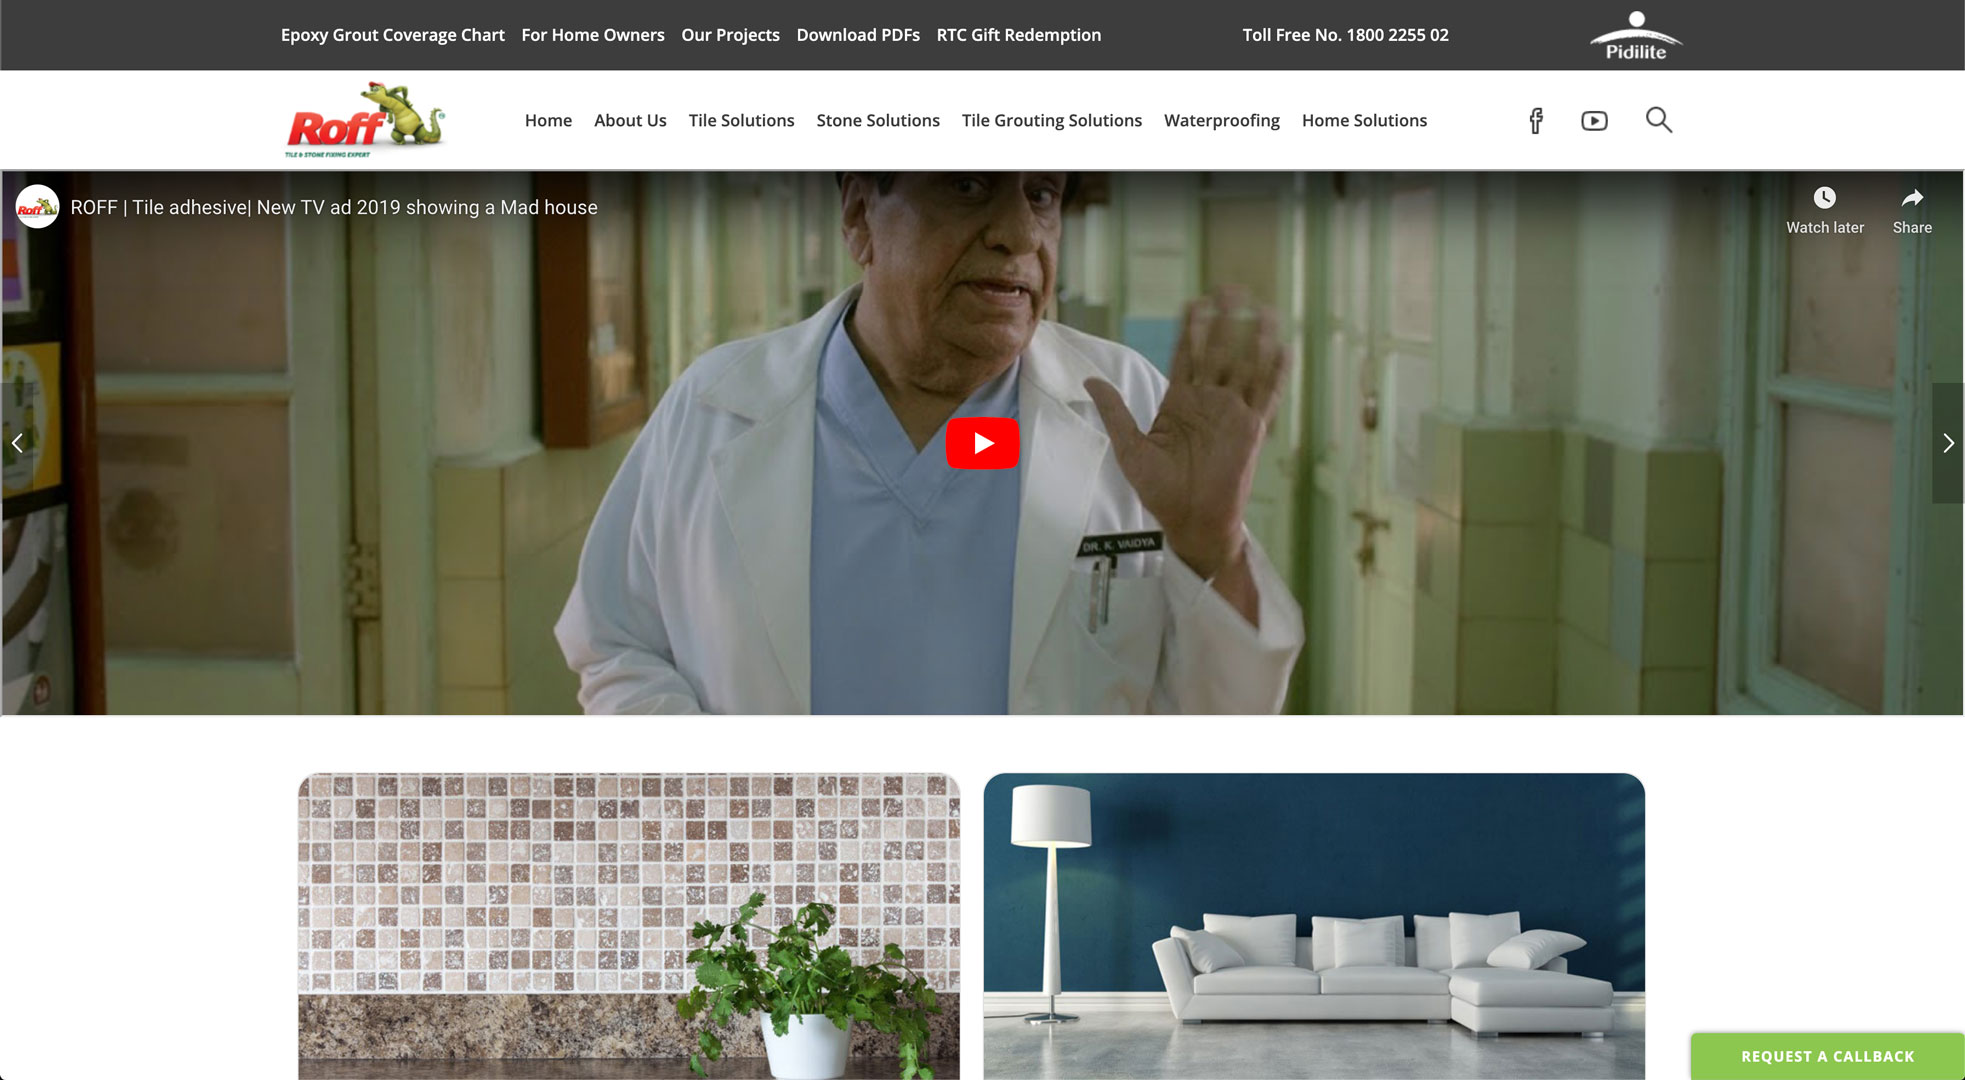 Epoxy Grout Coverage Chart For Home Owners Our Projects Download PDFs RTC Gift Redemption Toll Free No. 1800 2255 02
Pidilite
Roff
TILE & STONE FIXING EXPERT
Home About Us Tile Solutions Stone Solutions Tile Grouting Solutions Waterproofing Home Solutions
Roff
ROFF | Tile adhesive| New TV ad 2019 showing a Mad house
Watch later Share
DR. K. VAIDYA
REQUEST A CALLBACK